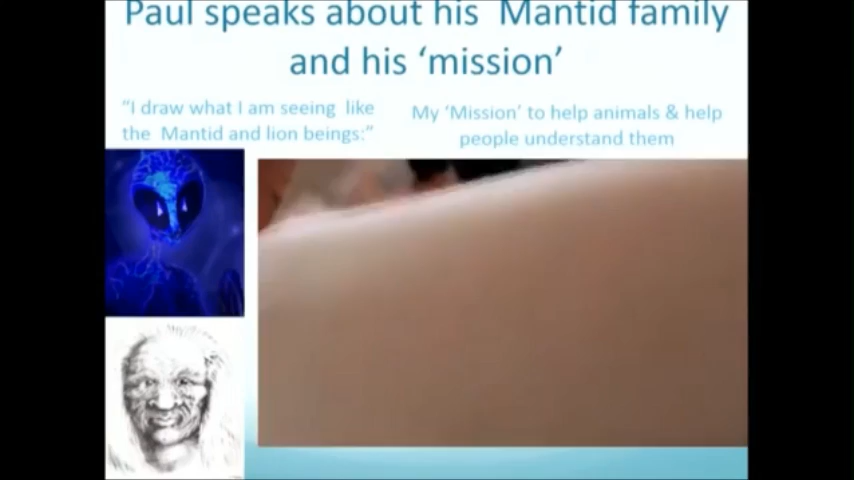 Paul speaks about his Mantid family
and his ‘mission’
“I draw what I am seeing like
the Mantid and lion beings:”
My ‘Mission’ to help animals & help
people understand them